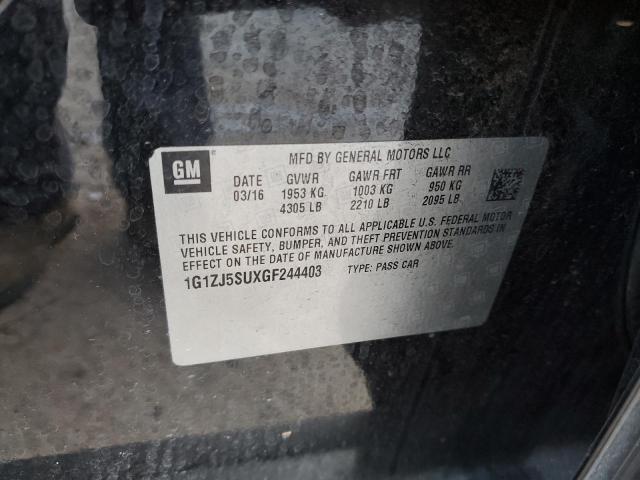 GM
MFD BY GENERAL MOTORS LLC
DATE GVWR GAWR FRT GAWR RR
03/16 1953 KG 1003 KG 950 KG
4305 LB 2210 LB 2095 LB
THIS VEHICLE CONFORMS TO ALL APPLICABLE U.S. FEDERAL MOTOR
VEHICLE SAFETY, BUMPER, AND THEFT PREVENTION STANDARDS IN
EFFECT ON THE DATE OF MANUFACTURE SHOWN ABOVE.
1G1ZJ5SUXGF244403 TYPE: PASS CAR